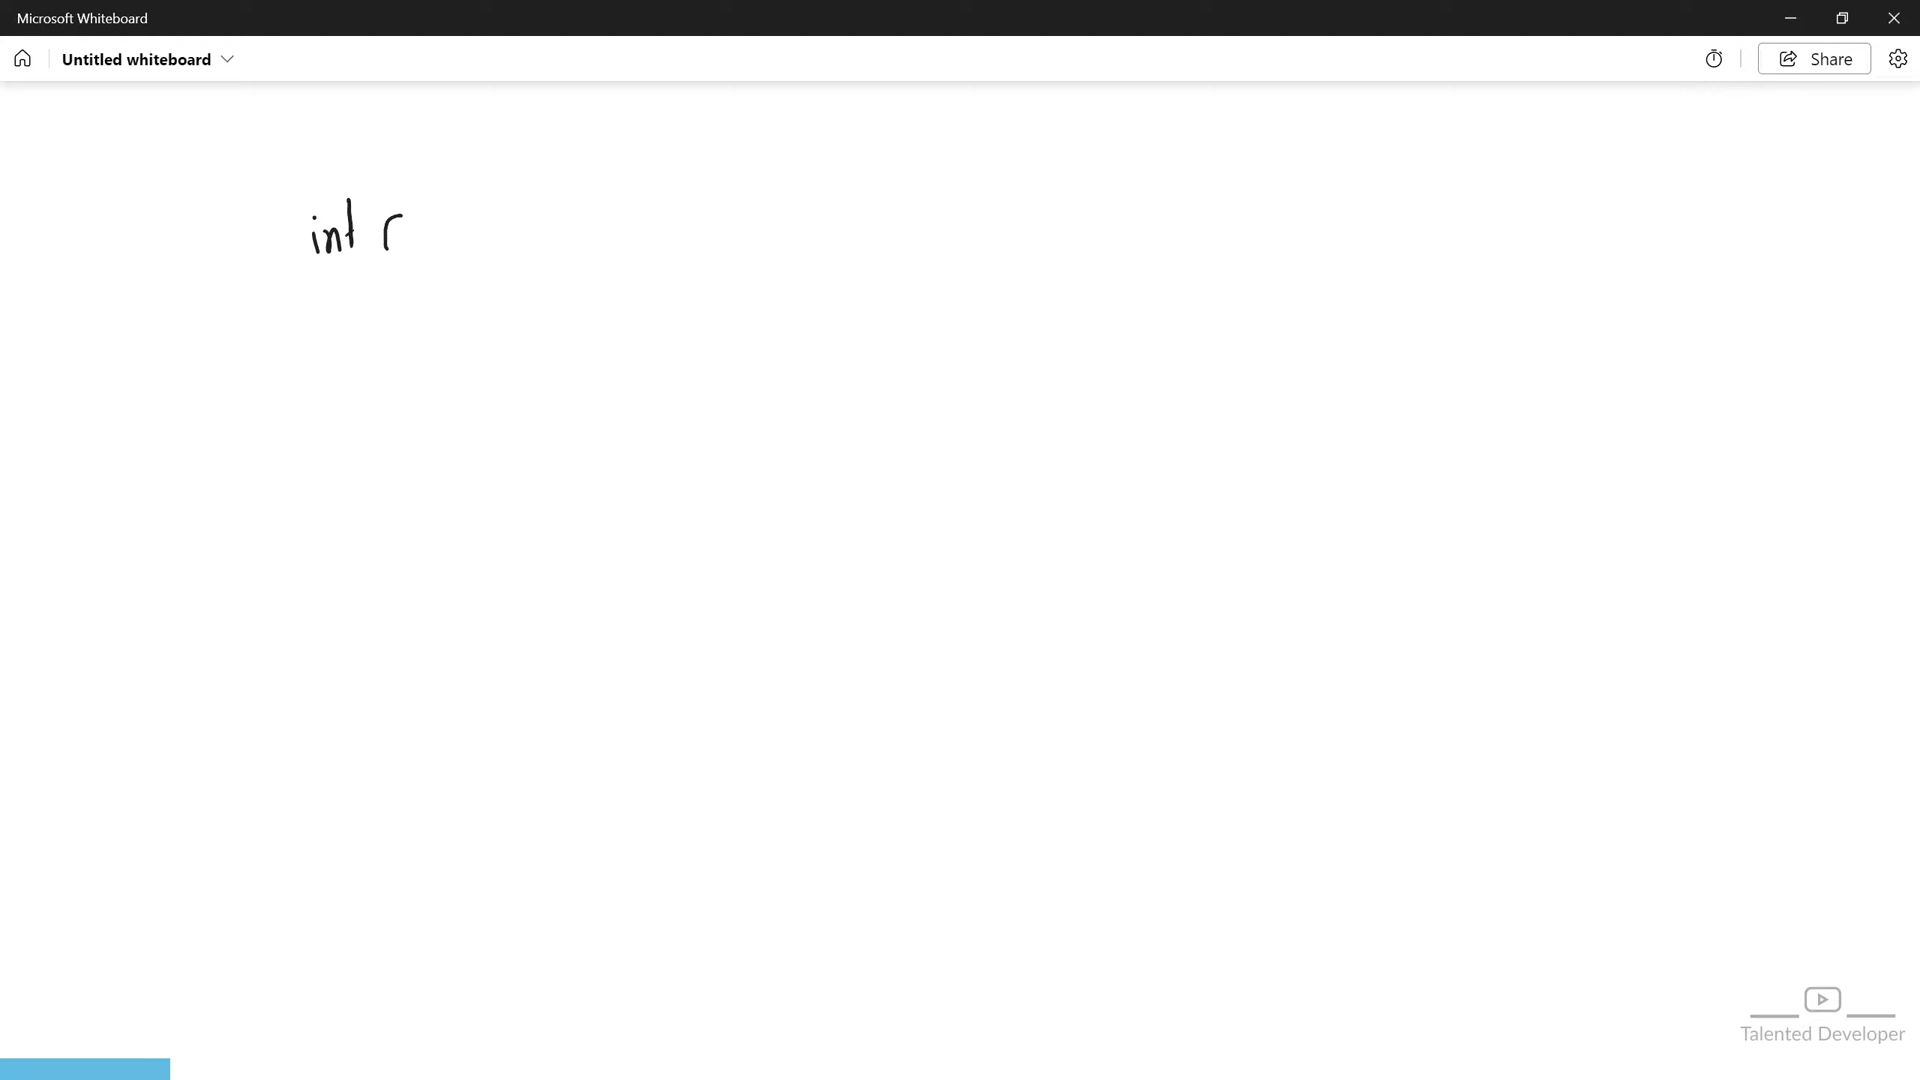 Microsoft Whiteboard
Untitled whiteboard
Share
int r
Talented Developer